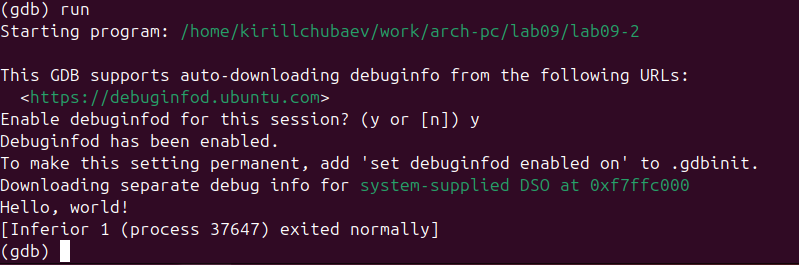 (gdb) run
Starting program: /home/kirillchubaev/work/arch-pc/lab09/lab09-2
This GDB supports auto-downloading debuginfo from the following URLs:
<https://debuginfod.ubuntu.com>
Enable debuginfod for this session? (y or [n]) y
Debuginfod has been enabled.
To make this setting permanent, add 'set debuginfod enabled on' to .gdbinit.
Downloading separate debug info for system-supplied DSO at 0xf7ffc000
Hello, world!
[Inferior 1 (process 37647) exited normally]
(gdb)